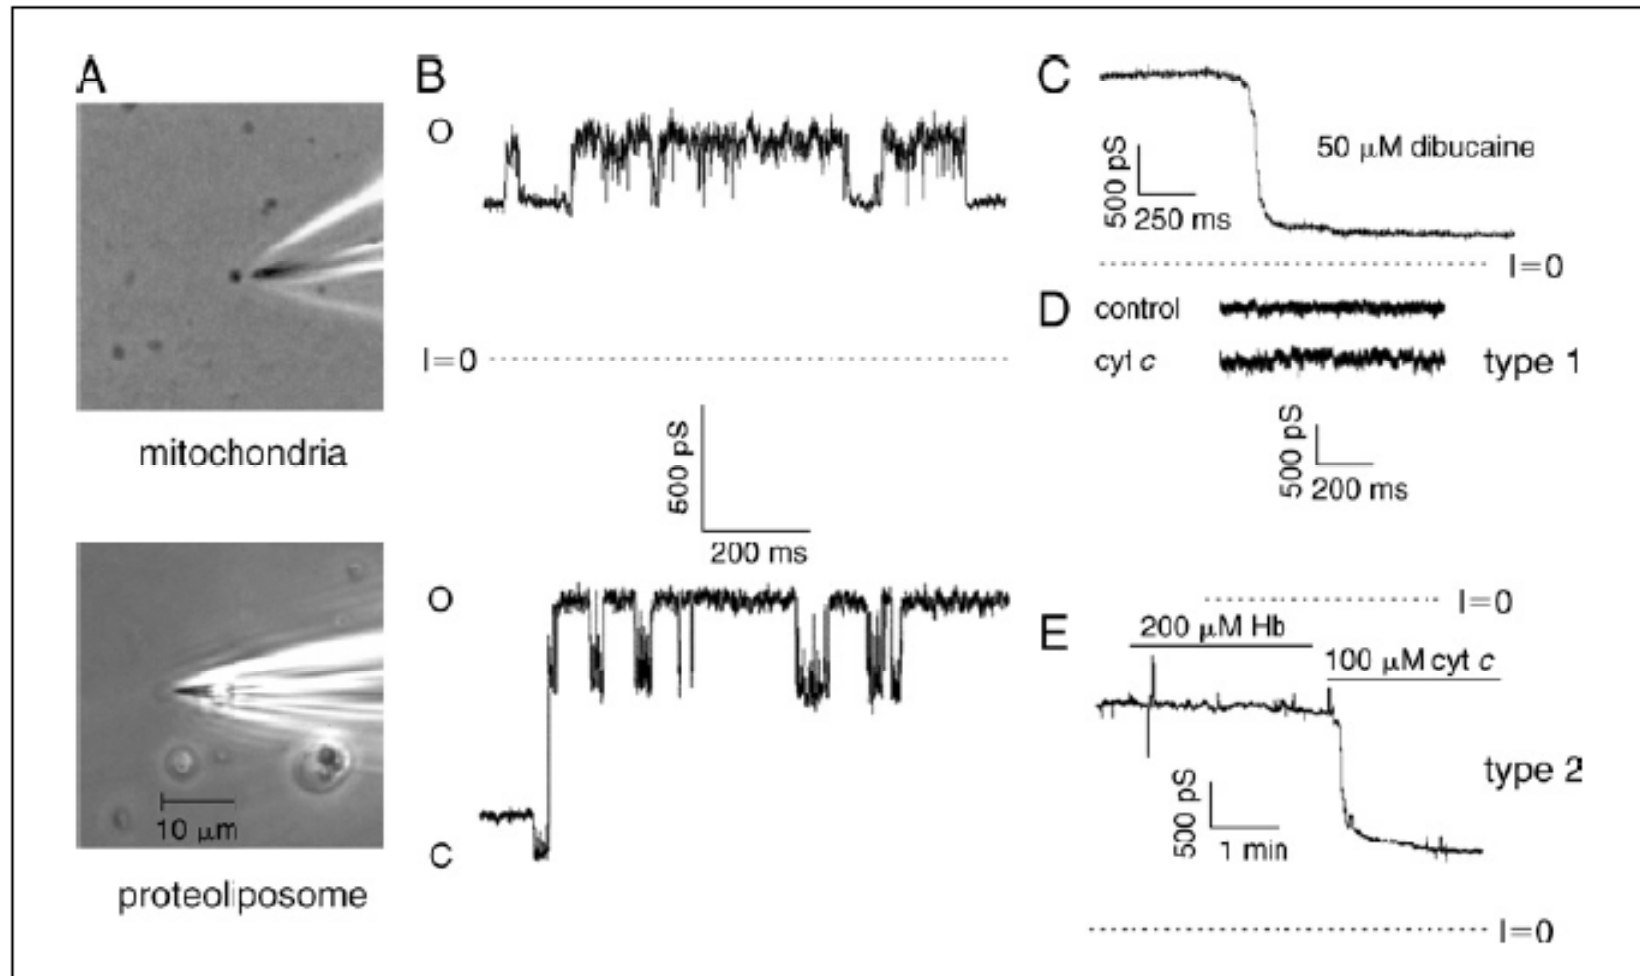 A
mitochondria
10 μm
proteoliposome
B
O
I=0
500 pS
200 ms
O
C
C
50 μM dibucaine
500 pS
250 ms
I=0
D
control
cyt c
type 1
500 pS
200 ms
I=0
E
200 μM Hb
100 μM cyt c
type 2
500 pS
1 min
I=0